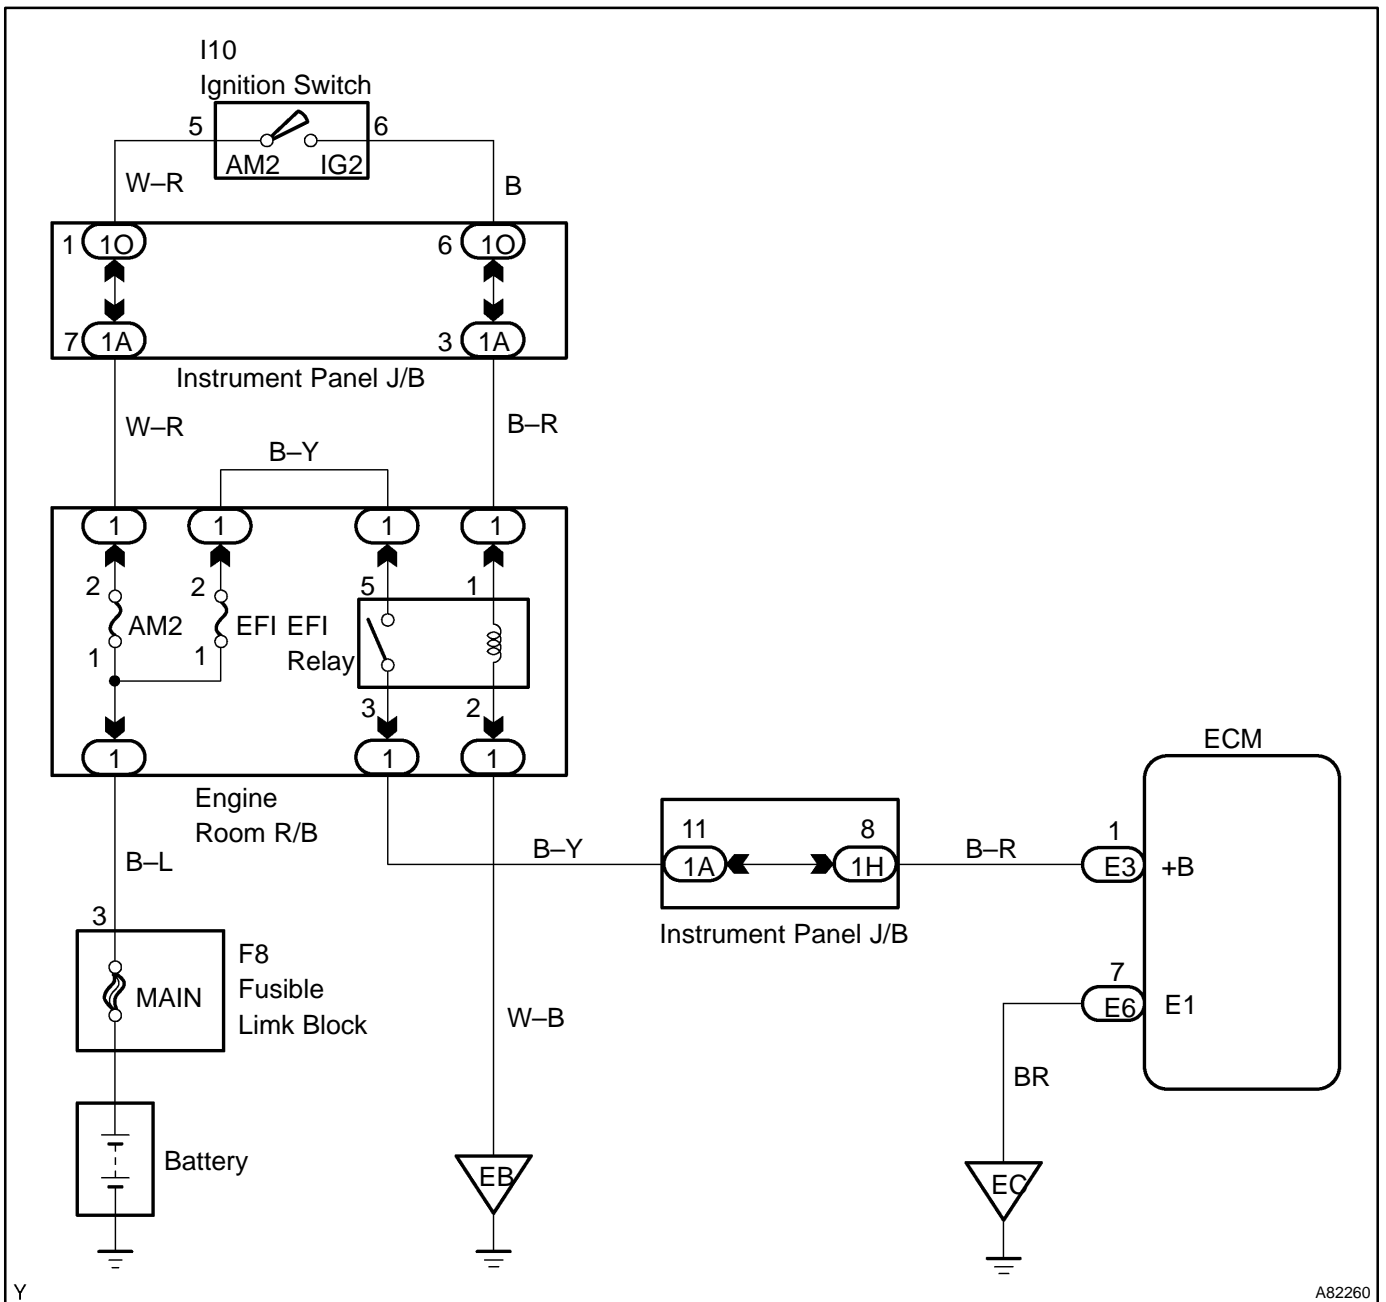 I10
Ignition Switch
5
6
AM2
IG2
W–R
B
1
1O
6
1O
7
1A
3
1A
Instrument Panel J/B
W–R
B–R
B–Y
1
1
1
1
2
2
5
1
AM2
EFI
EFI
Relay
1
1
3
2
1
1
1
Engine
Room R/B
B–L
B–Y
11
8
1A
1H
B–R
Instrument Panel J/B
ECM
1
E3
+B
7
E6
E1
3
MAIN
F8
Fusible
Limk Block
W–B
BR
Battery
EB
EC
Y
A82260